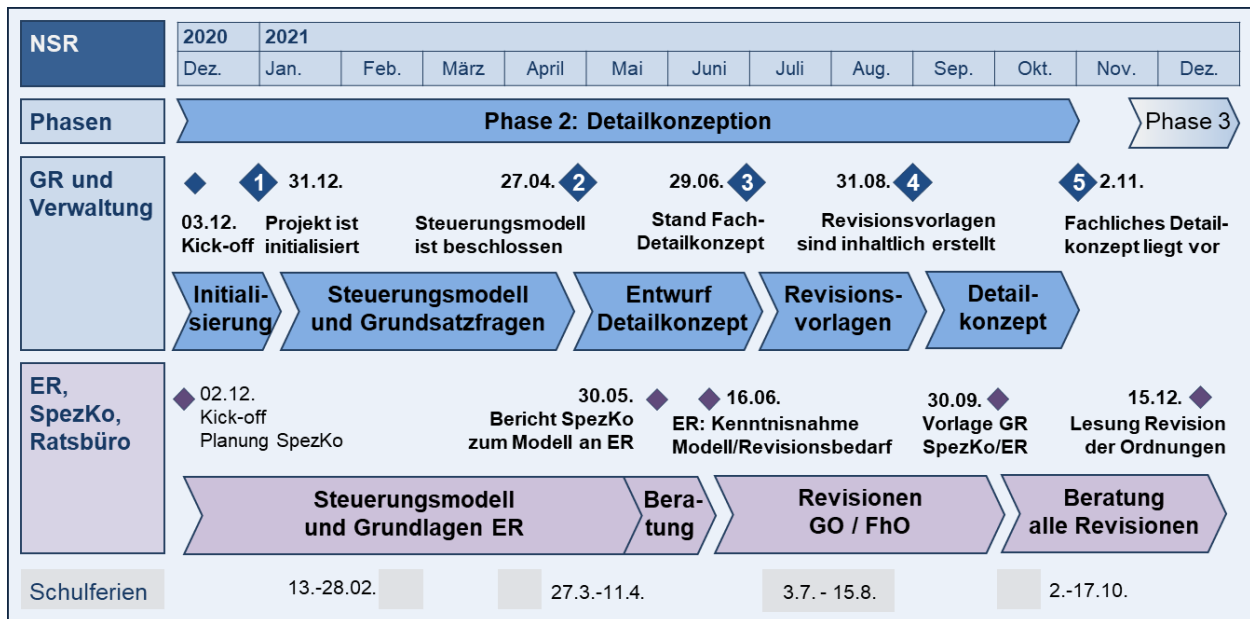 NSR
2020 2021
Dez. Jan. Feb. März April Mai Juni Juli Aug. Sep. Okt. Nov. Dez.
Phasen
Phase 2: Detailkonzeption
Phase 3
GR und
Verwaltung
03.12.
Kick-off
1 31.12.
Projekt ist
initialisiert
27.04. 2
Steuerungsmodell
ist beschlossen
29.06. 3
Stand Fach-
Detailkonzept
31.08. 4
Revisionsvorlagen
sind inhaltlich erstellt
5 2.11.
Fachliches Detail-
konzept liegt vor
Initiali-
sierung
Steuerungsmodell
und Grundsatzfragen
Entwurf
Detailkonzept
Revisions-
vorlagen
Detail-
konzept
ER,
SpezKo,
Ratsbüro
02.12.
Kick-off
Planung SpezKo
30.05.
Bericht SpezKo
zum Modell an ER
16.06.
ER: Kenntnisnahme
Modell/Revisionsbedarf
30.09.
Vorlage GR
SpezKo/ER
15.12.
Lesung Revision
der Ordnungen
Steuerungsmodell
und Grundlagen ER
Bera-
tung
Revisionen
GO / FhO
Beratung
alle Revisionen
Schulferien
13.-28.02.
27.3.-11.4.
3.7. - 15.8.
2.-17.10.